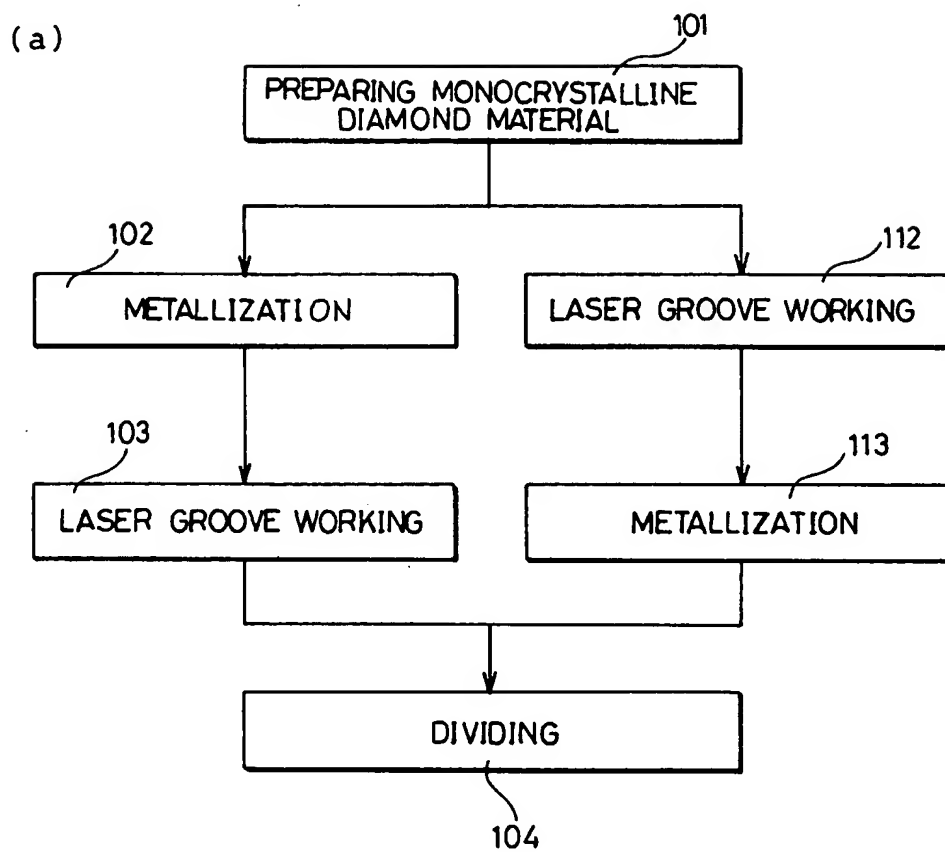 (a)
101
PREPARING MONOCRYSTALLINE
DIAMOND MATERIAL
102
112
METALLIZATION
LASER GROOVE WORKING
103
113
LASER GROOVE WORKING
METALLIZATION
DIVIDING
104